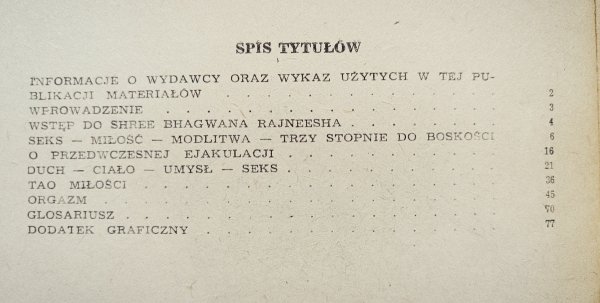 SPIS TYTUŁÓW
INFORMACJE O WYDAWCY ORAZ WYKAZ UŻYTYCH W TEJ PU-
BLIKACJI MATERIAŁÓW . . . . . . . . . . . . 2
WPROWADZENIE . . . . . . . . . . . . . . 3
WSTĘP DO SHREE BHAGWANA RAJNEESHA . . . . . . . 4
SEKS — MIŁOŚĆ — MODLITWA — TRZY STOPNIE DO BOSKOŚCI 6
O PRZEDWCZESNEJ EJAKULACJI . . . . . . . . . . 16
DUCH — CIAŁO — UMYSŁ — SEKS . . . . . . . . . . 21
TAO MIŁOŚCI . . . . . . . . . . . . . . . 36
ORGAZM . . . . . . . . . . . . . . . . 45
GLOSARIUSZ . . . . . . . . . . . . . . . 70
DODATEK GRAFICZNY . . . . . . . . . . . . 77